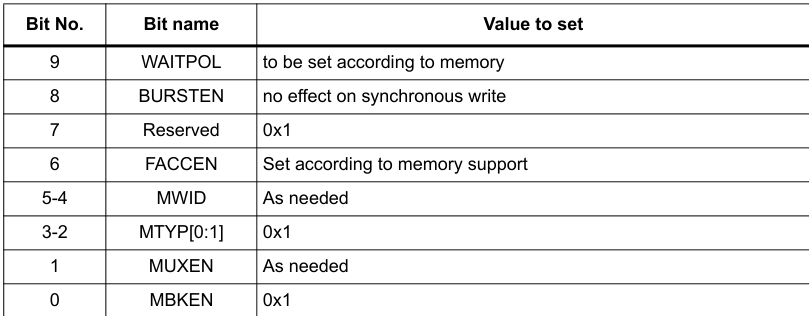 Bit No. Bit name Value to set
9 WAITPOL to be set according to memory
8 BURSTEN no effect on synchronous write
7 Reserved 0x1
6 FACCEN Set according to memory support
5-4 MWID As needed
3-2 MTYP[0:1] 0x1
1 MUXEN As needed
0 MBKEN 0x1